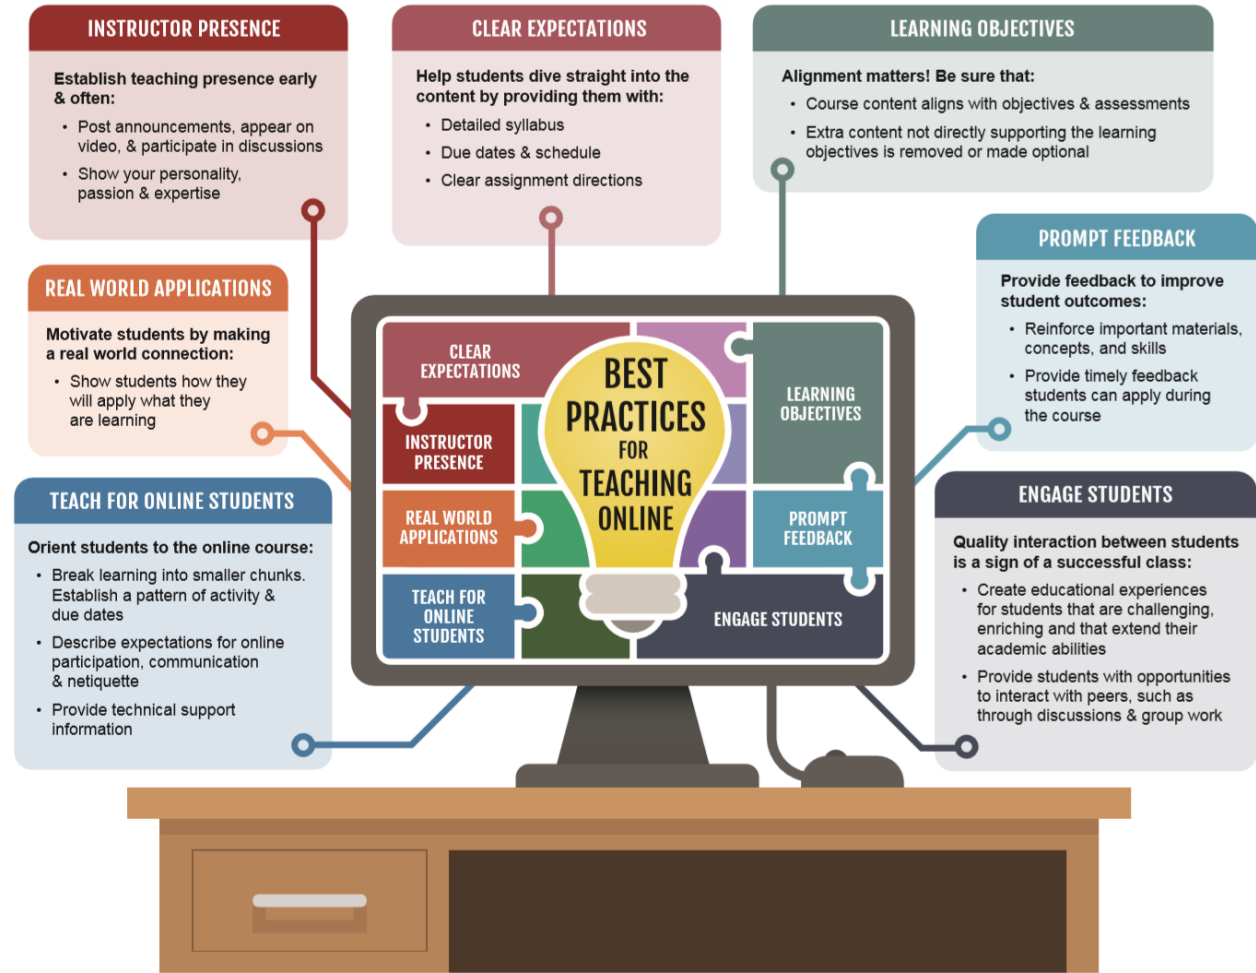 INSTRUCTOR PRESENCE
Establish teaching presence early
& often:
• Post announcements, appear on
video, & participate in discussions
• Show your personality,
passion & expertise
CLEAR EXPECTATIONS
Help students dive straight into the
content by providing them with:
• Detailed syllabus
• Due dates & schedule
• Clear assignment directions
LEARNING OBJECTIVES
Alignment matters! Be sure that:
• Course content aligns with objectives & assessments
• Extra content not directly supporting the learning
objectives is removed or made optional
REAL WORLD APPLICATIONS
Motivate students by making
a real world connection:
• Show students how they
will apply what they
are learning
PROMPT FEEDBACK
Provide feedback to improve
student outcomes:
• Reinforce important materials,
concepts, and skills
• Provide timely feedback
students can apply during
the course
TEACH FOR ONLINE STUDENTS
Orient students to the online course:
• Break learning into smaller chunks.
Establish a pattern of activity &
due dates
• Describe expectations for online
participation, communication
& netiquette
• Provide technical support
information
ENGAGE STUDENTS
Quality interaction between students
is a sign of a successful class:
• Create educational experiences
for students that are challenging,
enriching and that extend their
academic abilities
• Provide students with opportunities
to interact with peers, such as
through discussions & group work
CLEAR
EXPECTATIONS
INSTRUCTOR
PRESENCE
REAL WORLD
APPLICATIONS
TEACH FOR
ONLINE
STUDENTS
BEST
PRACTICES
FOR
TEACHING
ONLINE
LEARNING
OBJECTIVES
PROMPT
FEEDBACK
ENGAGE STUDENTS